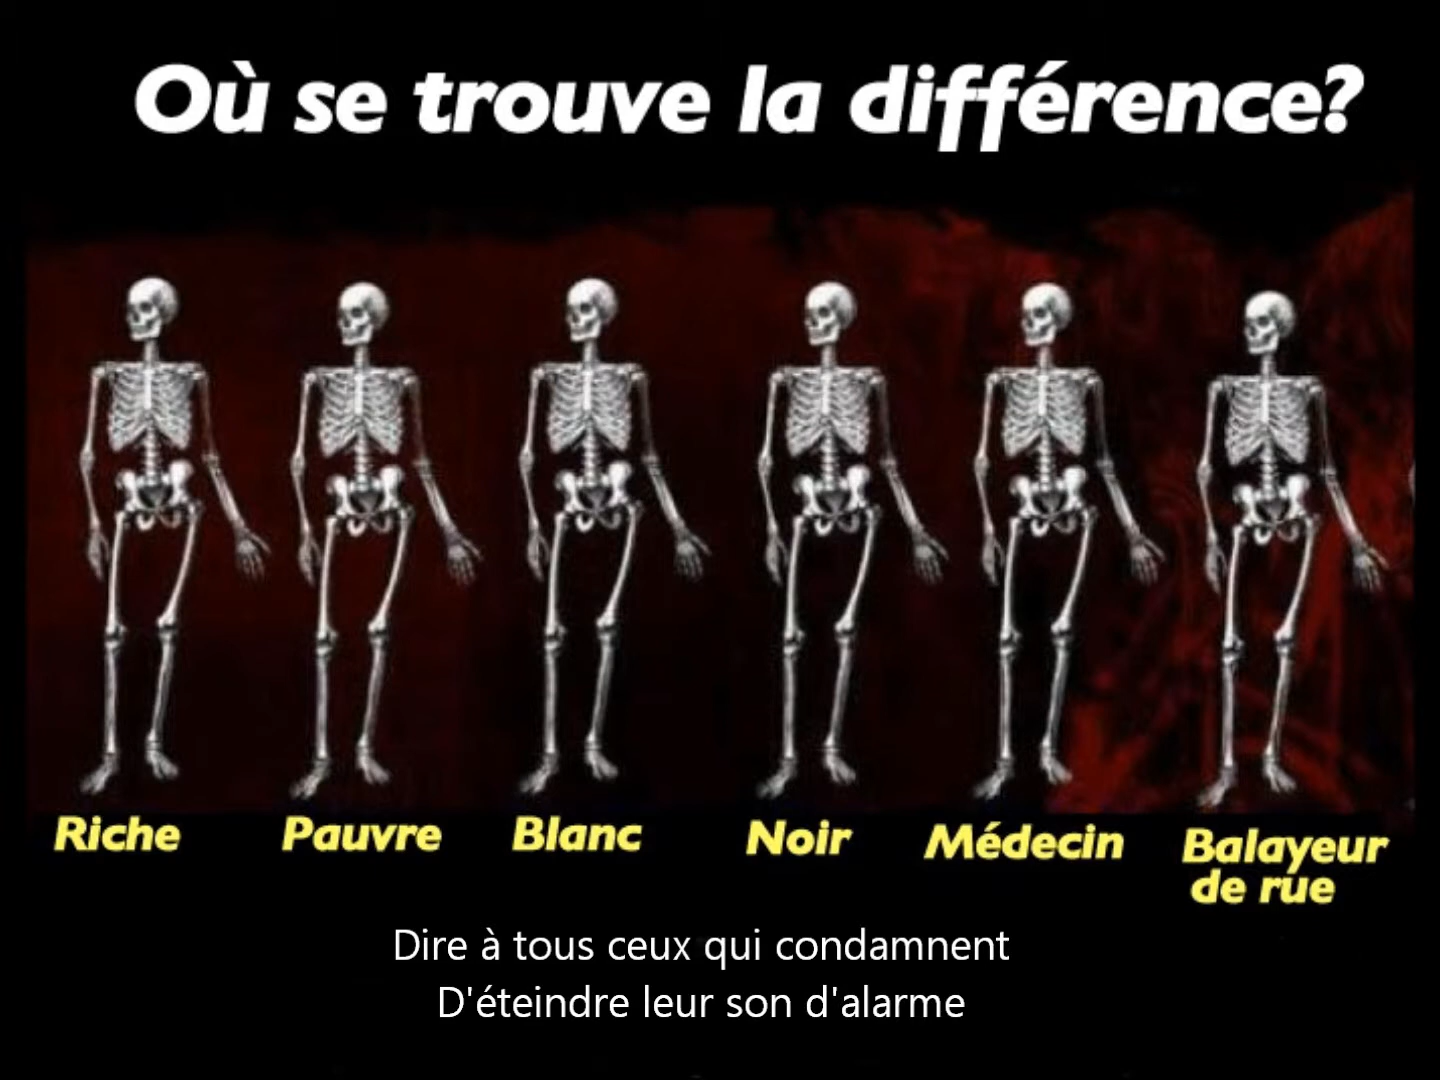 Où se trouve la différence?
Riche Pauvre Blanc Noir Médecin Balayeur
de rue
Dire à tous ceux qui condamnent
D'éteindre leur son d'alarme